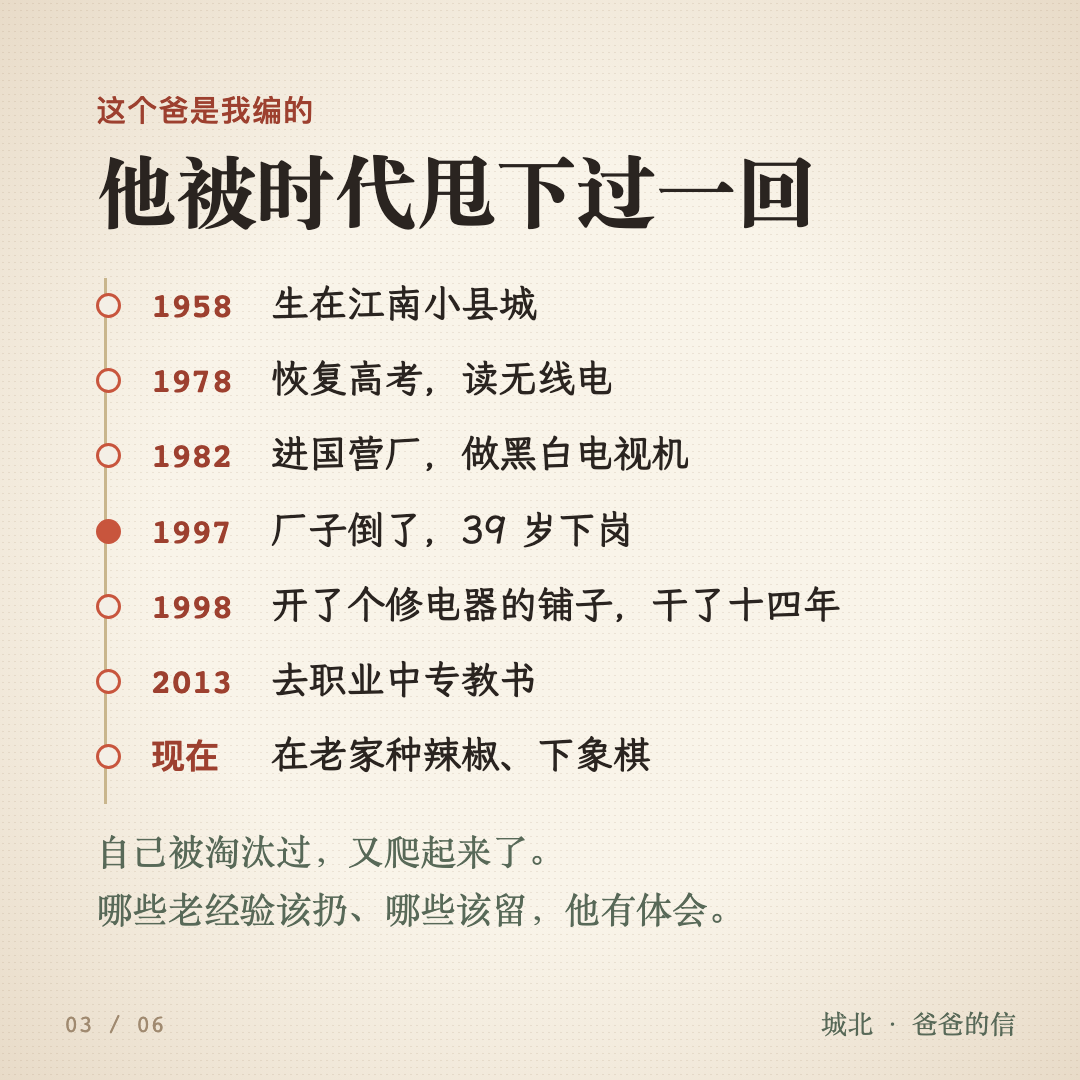 这个爸是我编的
他被时代甩下过一回
1958 生在江南小县城
1978 恢复高考，读无线电
1982 进国营厂，做黑白电视机
1997 厂子倒了，39 岁下岗
1998 开了个修电器的铺子，干了十四年
2013 去职业中专教书
现在 在老家种辣椒、下象棋
自己被淘汰过，又爬起来了。
哪些老经验该扔、哪些该留，他有体会。
03 / 06
城北 · 爸爸的信